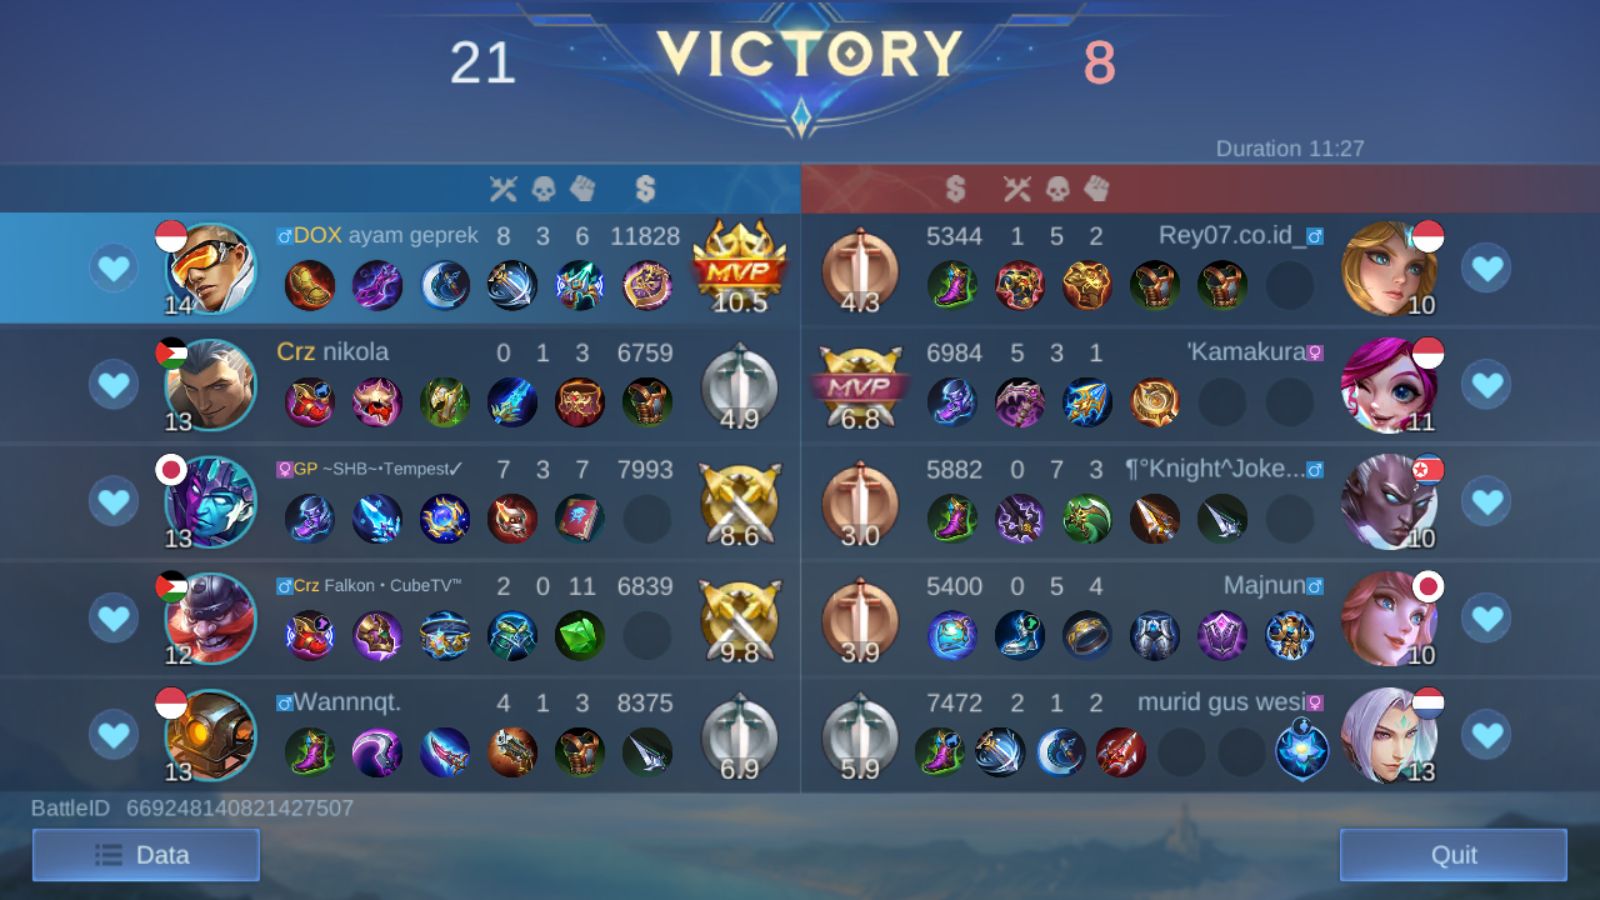 21 VICTORY 8
Duration 11:27
DOX ayam geprek 8 3 6 11828
MVP 10.5
14
Crz nikola 0 1 3 6759
4.9
13
GP ~SHB~•Tempest✓ 7 3 7 7993
8.6
13
Crz Falkon • CubeTV™ 2 0 11 6839
9.8
12
Wannnqt. 4 1 3 8375
6.9
13
5344 1 5 2 Rey07.co.id_
4.3
10
6984 5 3 1 'Kamakura
MVP 6.8
11
5882 0 7 3 ¶°Knight^Joke...
3.0
10
5400 0 5 4 Majnun
3.9
10
7472 2 1 2 murid gus wesi
5.9
13
BattleID 669248140821427507
Data
Quit